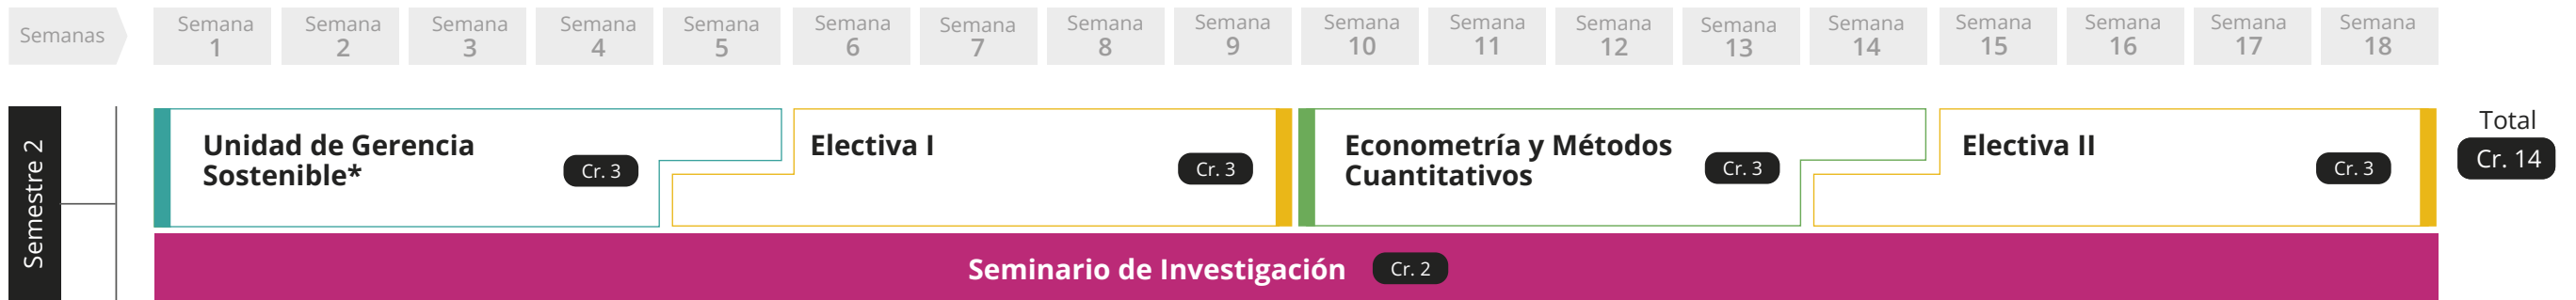 Semanas
Semana
1
Semana
2
Semana
3
Semana
4
Semana
5
Semana
6
Semana
7
Semana
8
Semana
9
Semana
10
Semana
11
Semana
12
Semana
13
Semana
14
Semana
15
Semana
16
Semana
17
Semana
18
Semestre 2
Unidad de Gerencia
Sostenible*
Cr. 3
Electiva I
Cr. 3
Econometría y Métodos
Cuantitativos
Cr. 3
Electiva II
Cr. 3
Total
Cr. 14
Seminario de Investigación
Cr. 2